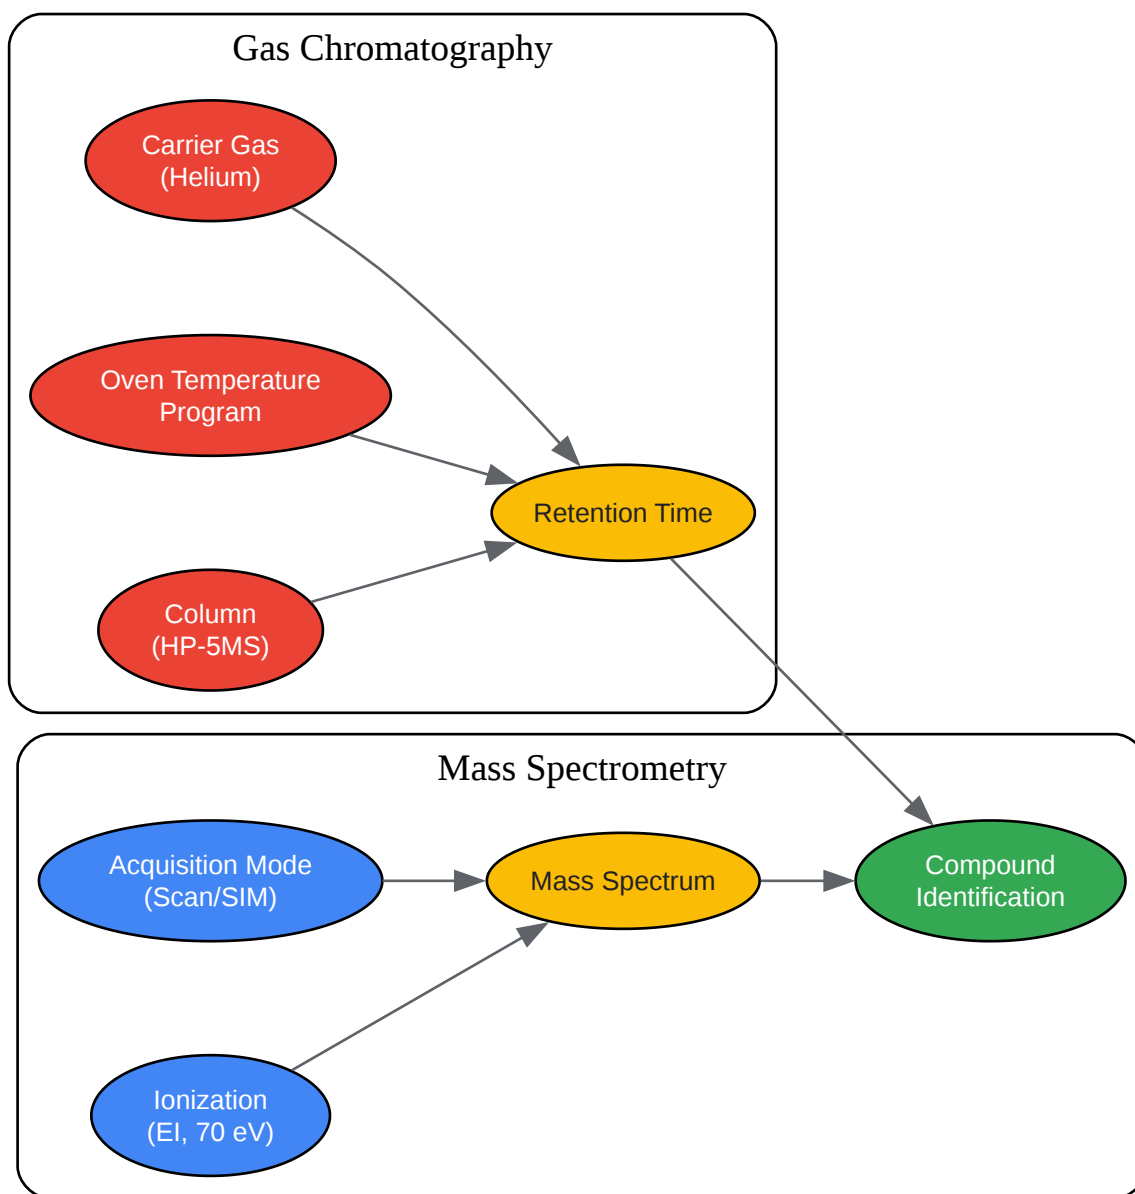 Gas Chromatography
Carrier Gas
(Helium)
Oven Temperature
Program
Retention Time
Column
(HP-5MS)
Mass Spectrometry
Acquisition Mode
(Scan/SIM)
Mass Spectrum
Compound
Identification
Ionization
(EI, 70 eV)